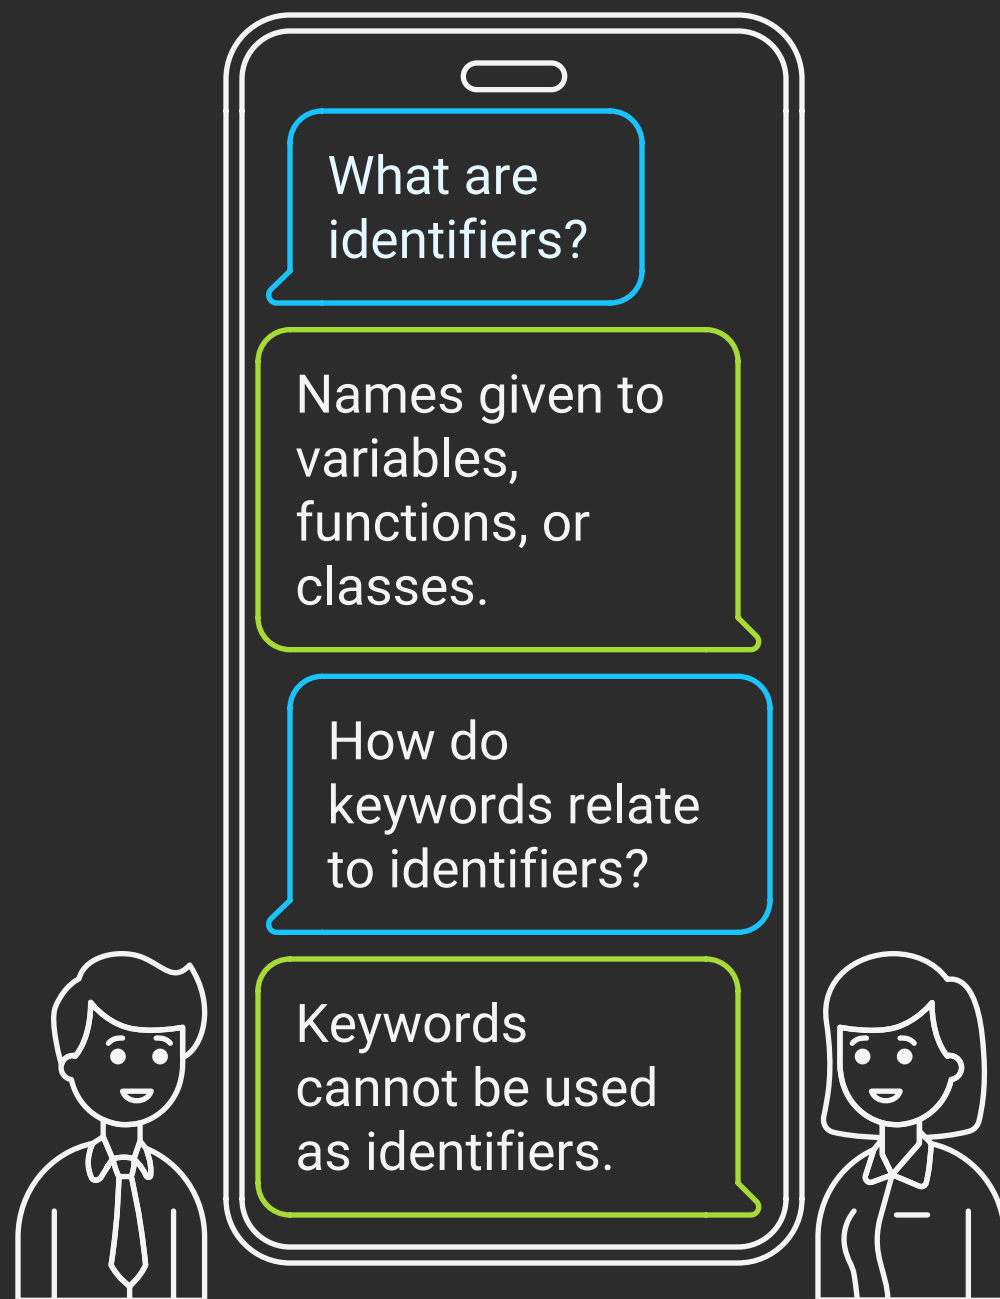 What are
identifiers?
Names given to
variables,
functions, or
classes.
How do
keywords relate
to identifiers?
Keywords
cannot be used
as identifiers.